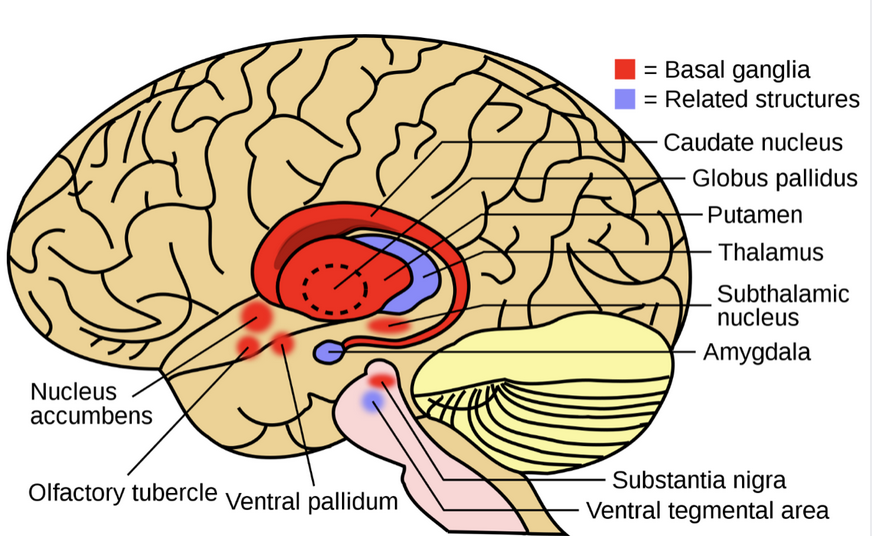 = Basal ganglia
= Related structures
Caudate nucleus
Globus pallidus
Putamen
Thalamus
Subthalamic
nucleus
Amygdala
Nucleus
accumbens
Olfactory tubercle
Ventral pallidum
Substantia nigra
Ventral tegmental area